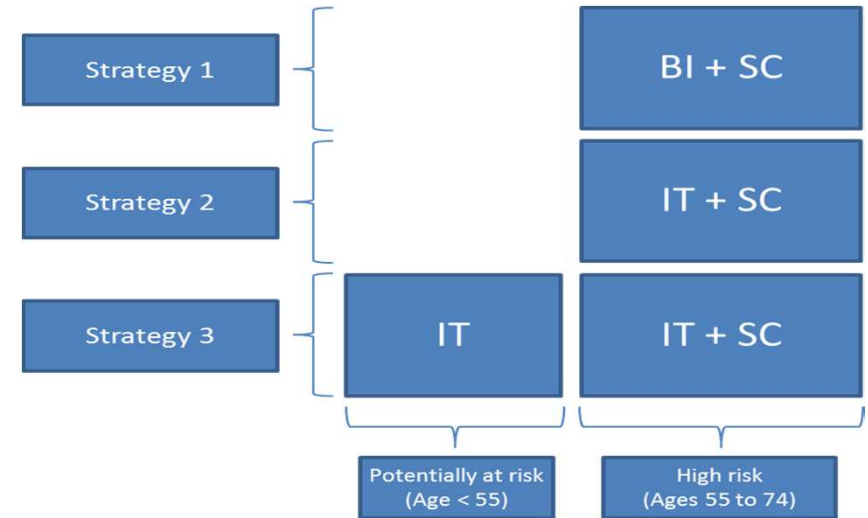 Strategy 1
BI + SC
Strategy 2
IT + SC
Strategy 3
IT
IT + SC
Potentially at risk
(Age < 55)
High risk
(Ages 55 to 74)